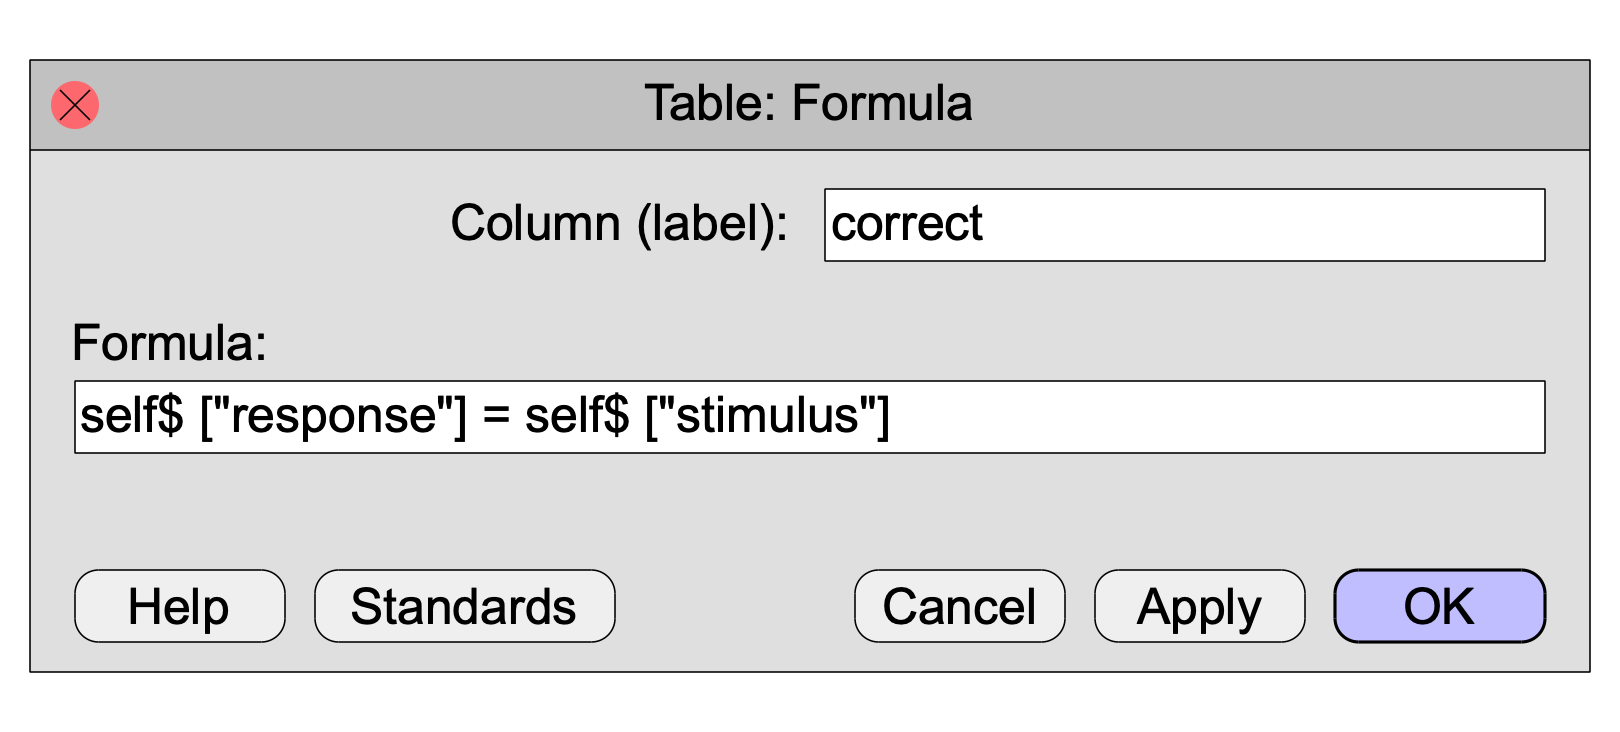 Table: Formula
Column (label): correct
Formula:
self$ ["response"] = self$ ["stimulus"]
Help Standards Cancel Apply OK